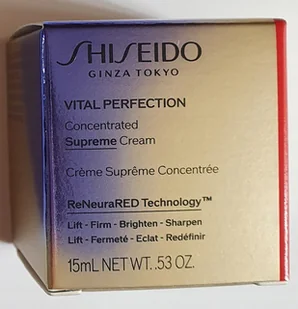 SHISEIDO
GINZA TOKYO
VITAL PERFECTION
Concentrated
Supreme Cream
Crème Suprême Concentrée
ReNeuraRED Technology™
Lift - Firm - Brighten - Sharpen
Lift - Fermeté - Eclat - Redéfinir
15mL NET WT. .53 OZ.